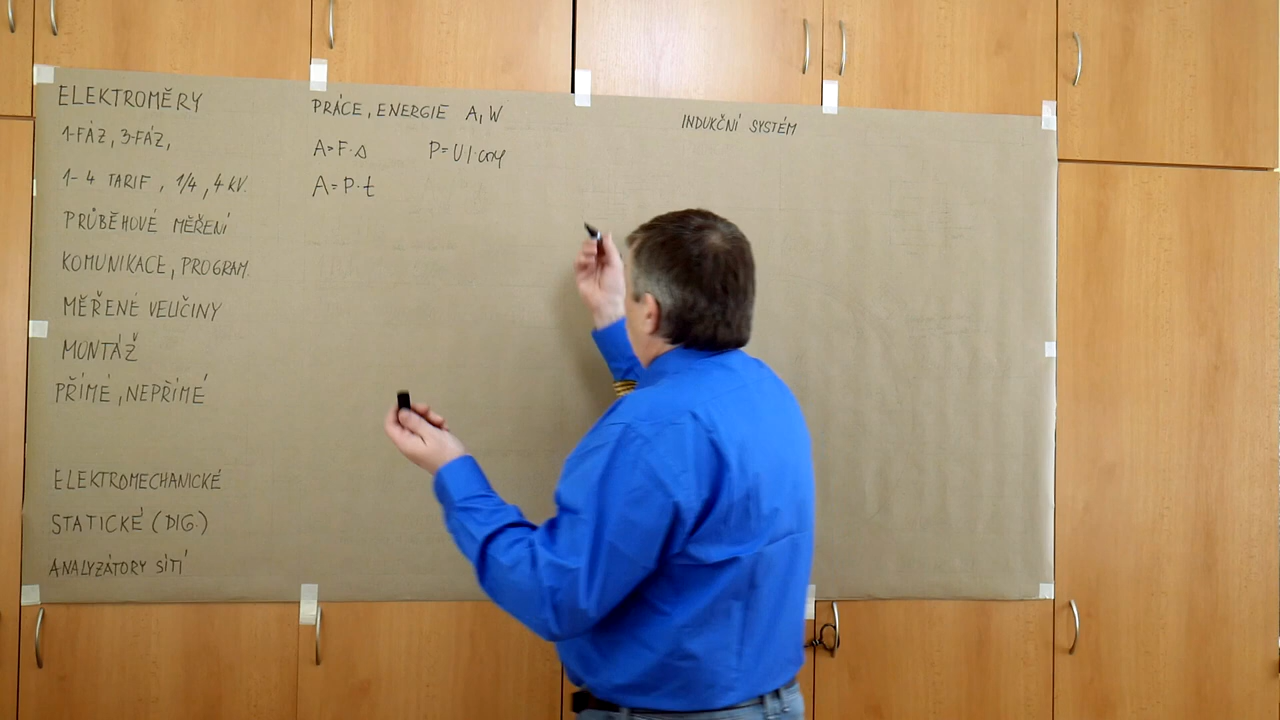 ELEKTROMĚRY
1-FÁZ, 3-FÁZ,
1-4 TARIF, 1/4, 4 KV.
PRŮBĚHOVÉ MĚŘENÍ
KOMUNIKACE, PROGRAM.
MĚŘENÉ VELIČINY
MONTÁŽ
PŘÍMÉ, NEPŘÍMÉ
ELEKTROMECHANICKÉ
STATICKÉ (DIG.)
ANALYZÁTORY SÍTÍ
PRÁCE, ENERGIE A, W
A=F·s P=UI·cosφ
A=P·t
INDUKČNÍ SYSTÉM